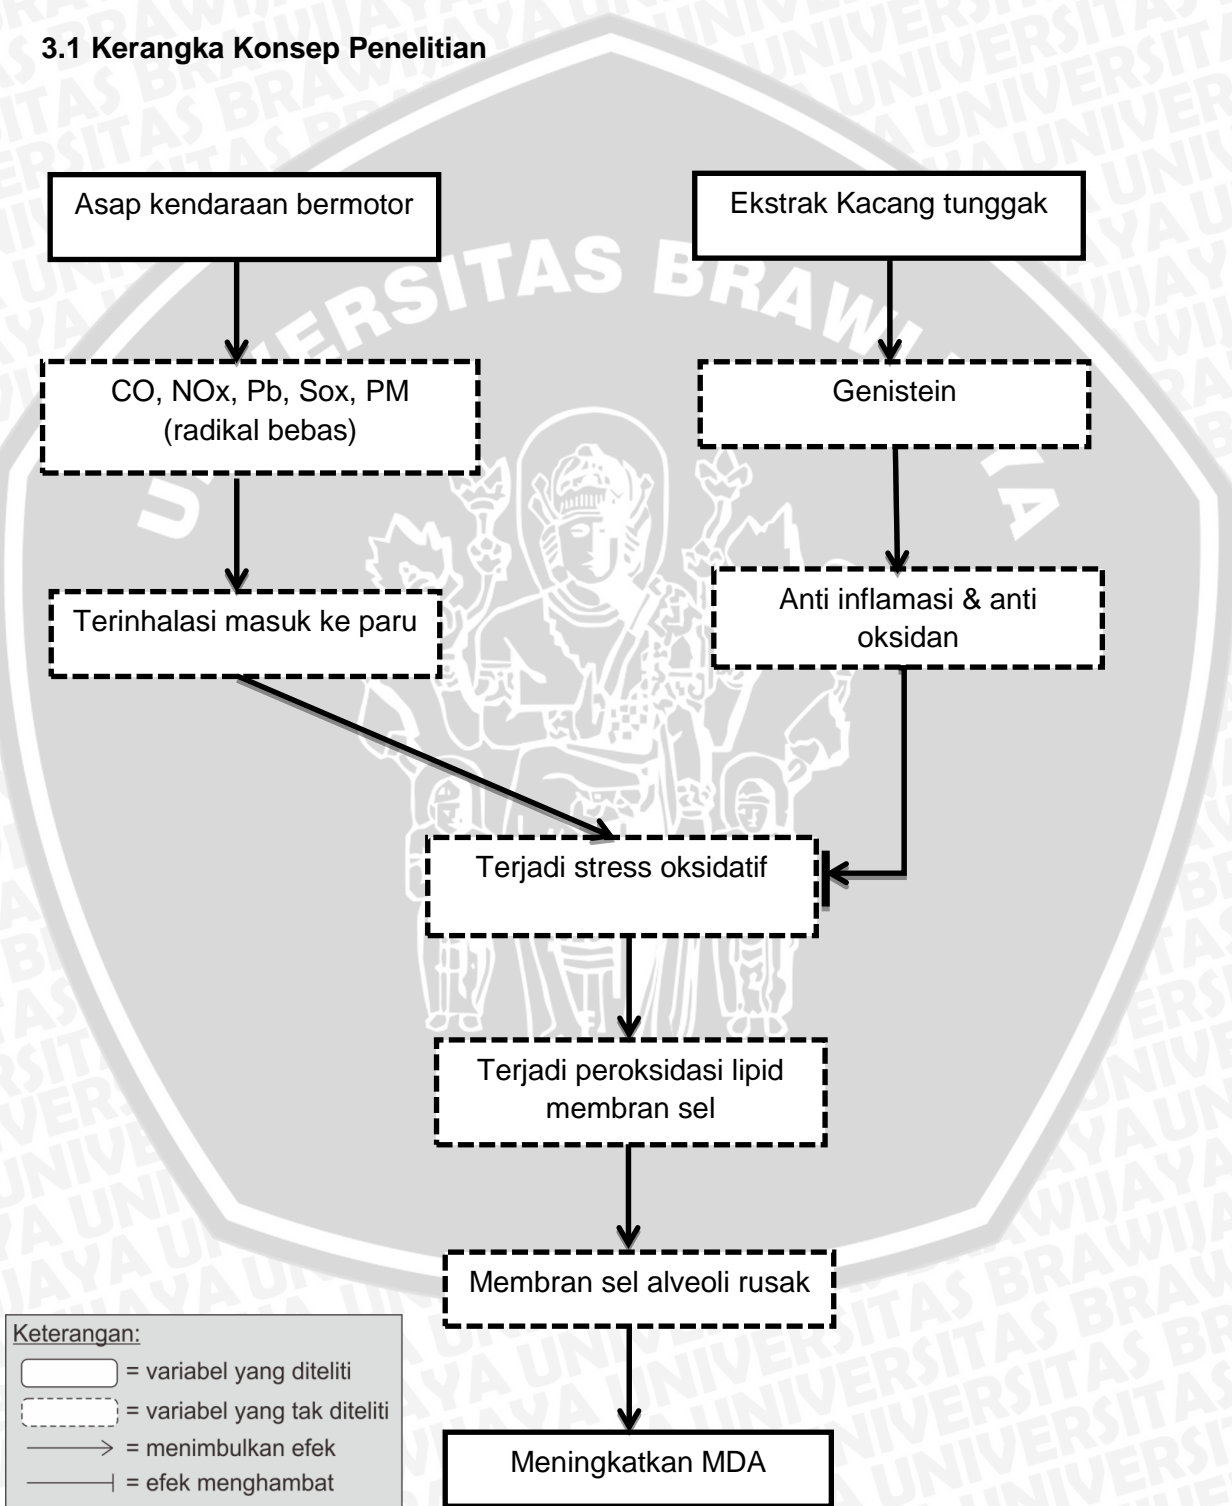 3.1 Kerangka Konsep Penelitian
Asap kendaraan bermotor
Ekstrak Kacang tunggak
UNIVERSITAS BRAWIJAYA
CO, NOx, Pb, Sox, PM
(radikal bebas)
Genistein
Terinhalasi masuk ke paru
Anti inflamasi & anti
oksidan
Terjadi stress oksidatif
Terjadi peroksidasi lipid
membran sel
Membran sel alveoli rusak
Meningkatkan MDA
Keterangan:
= variabel yang diteliti
= variabel yang tak diteliti
= menimbulkan efek
= efek menghambat